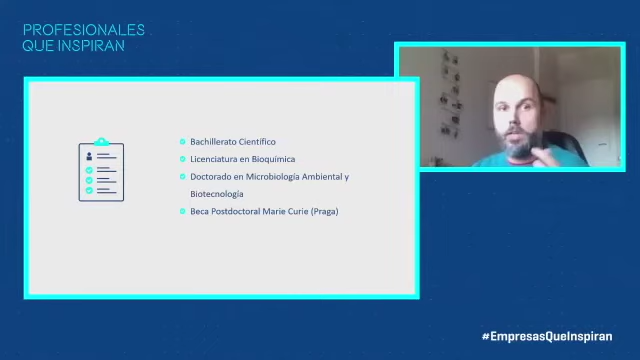 PROFESIONALES
QUE INSPIRAN
Bachillerato Científico
Licenciatura en Bioquímica
Doctorado en Microbiología Ambiental y
Biotecnología
Beca Postdoctoral Marie Curie (Praga)
#EmpresasQueInspiran